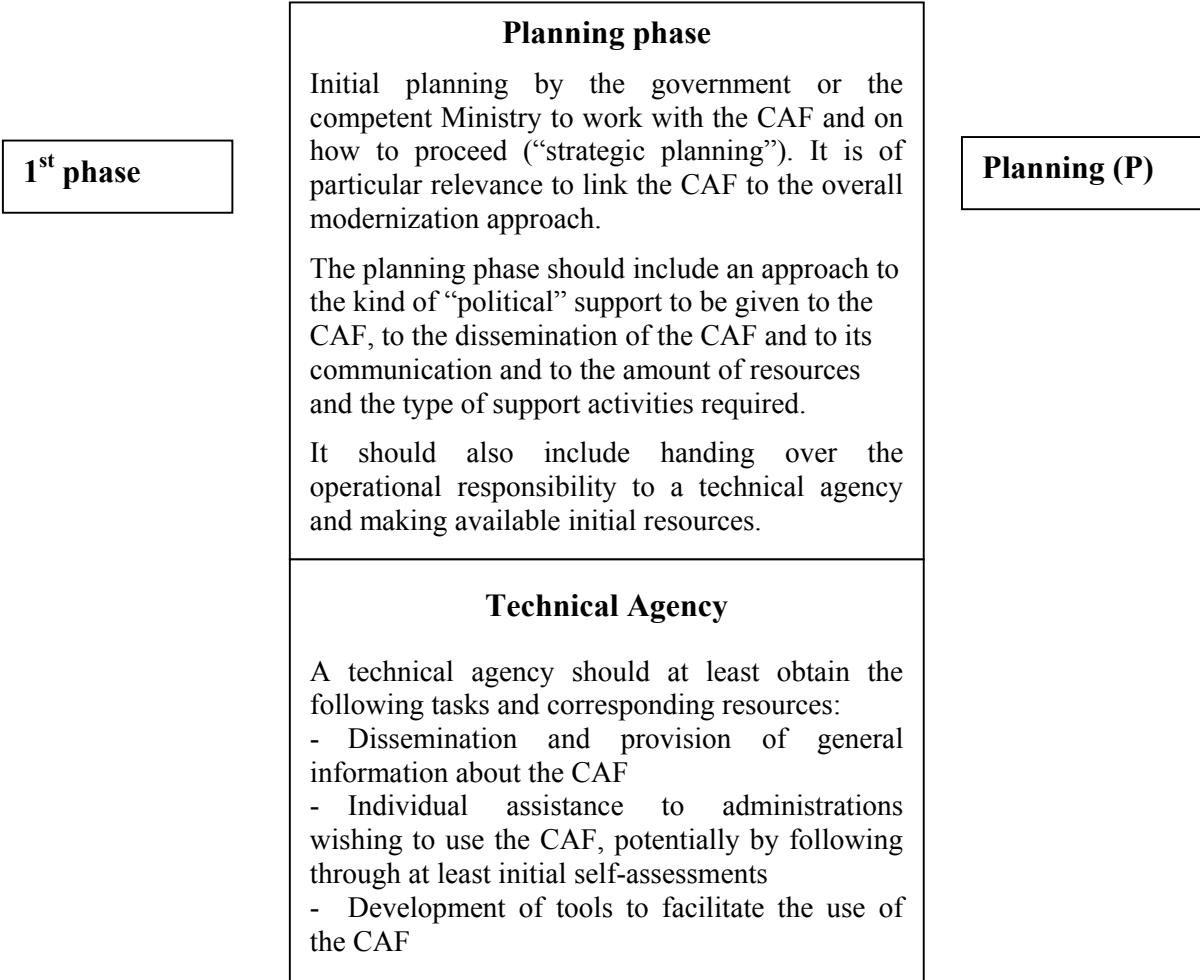 Planning phase
Initial planning by the government or the
competent Ministry to work with the CAF and on
how to proceed (“strategic planning”). It is of
particular relevance to link the CAF to the overall
modernization approach.
The planning phase should include an approach to
the kind of “political” support to be given to the
CAF, to the dissemination of the CAF and to its
communication and to the amount of resources
and the type of support activities required.
It should also include handing over the
operational responsibility to a technical agency
and making available initial resources.
1st phase
Planning (P)
Technical Agency
A technical agency should at least obtain the
following tasks and corresponding resources:
- Dissemination and provision of general
information about the CAF
- Individual assistance to administrations
wishing to use the CAF, potentially by following
through at least initial self-assessments
- Development of tools to facilitate the use of
the CAF